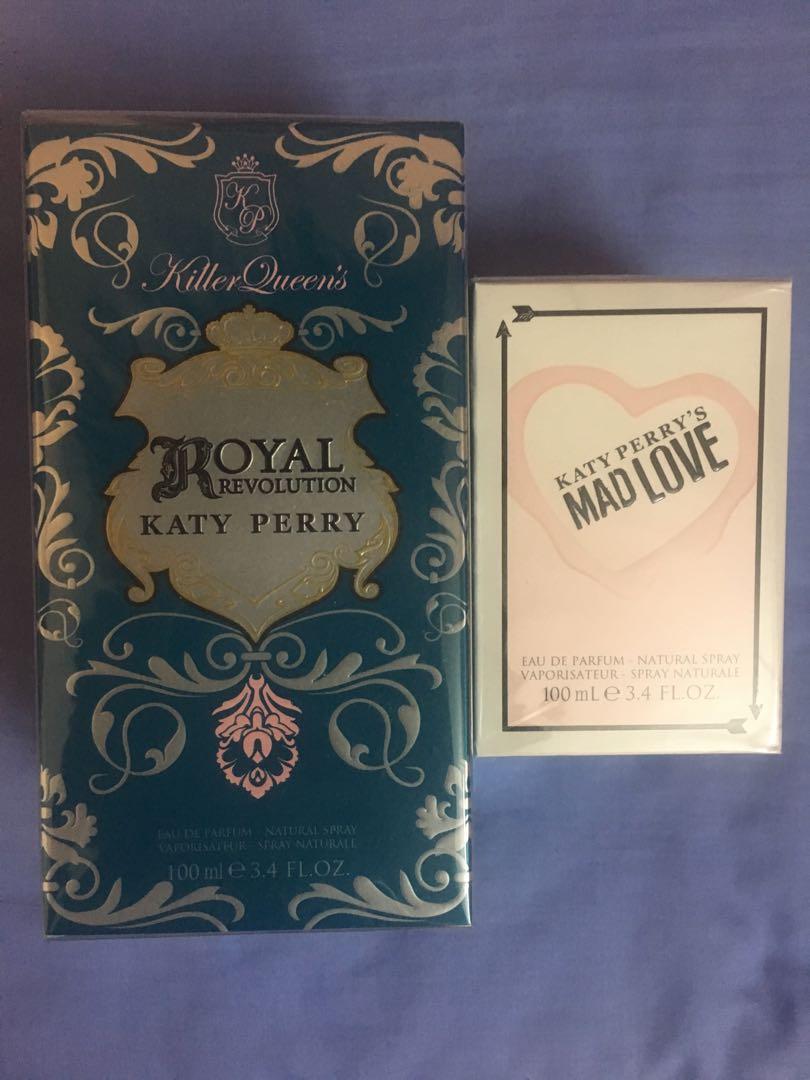 KP
Killer Queen's
ROYAL
REVOLUTION
KATY PERRY
EAU DE PARFUM - NATURAL SPRAY
VAPORISATEUR - SPRAY NATURALE
100 ml e 3.4 FL.OZ.
KATY PERRY'S
MAD LOVE
EAU DE PARFUM - NATURAL SPRAY
VAPORISATEUR - SPRAY NATURALE
100 mL e 3.4 FL.OZ.